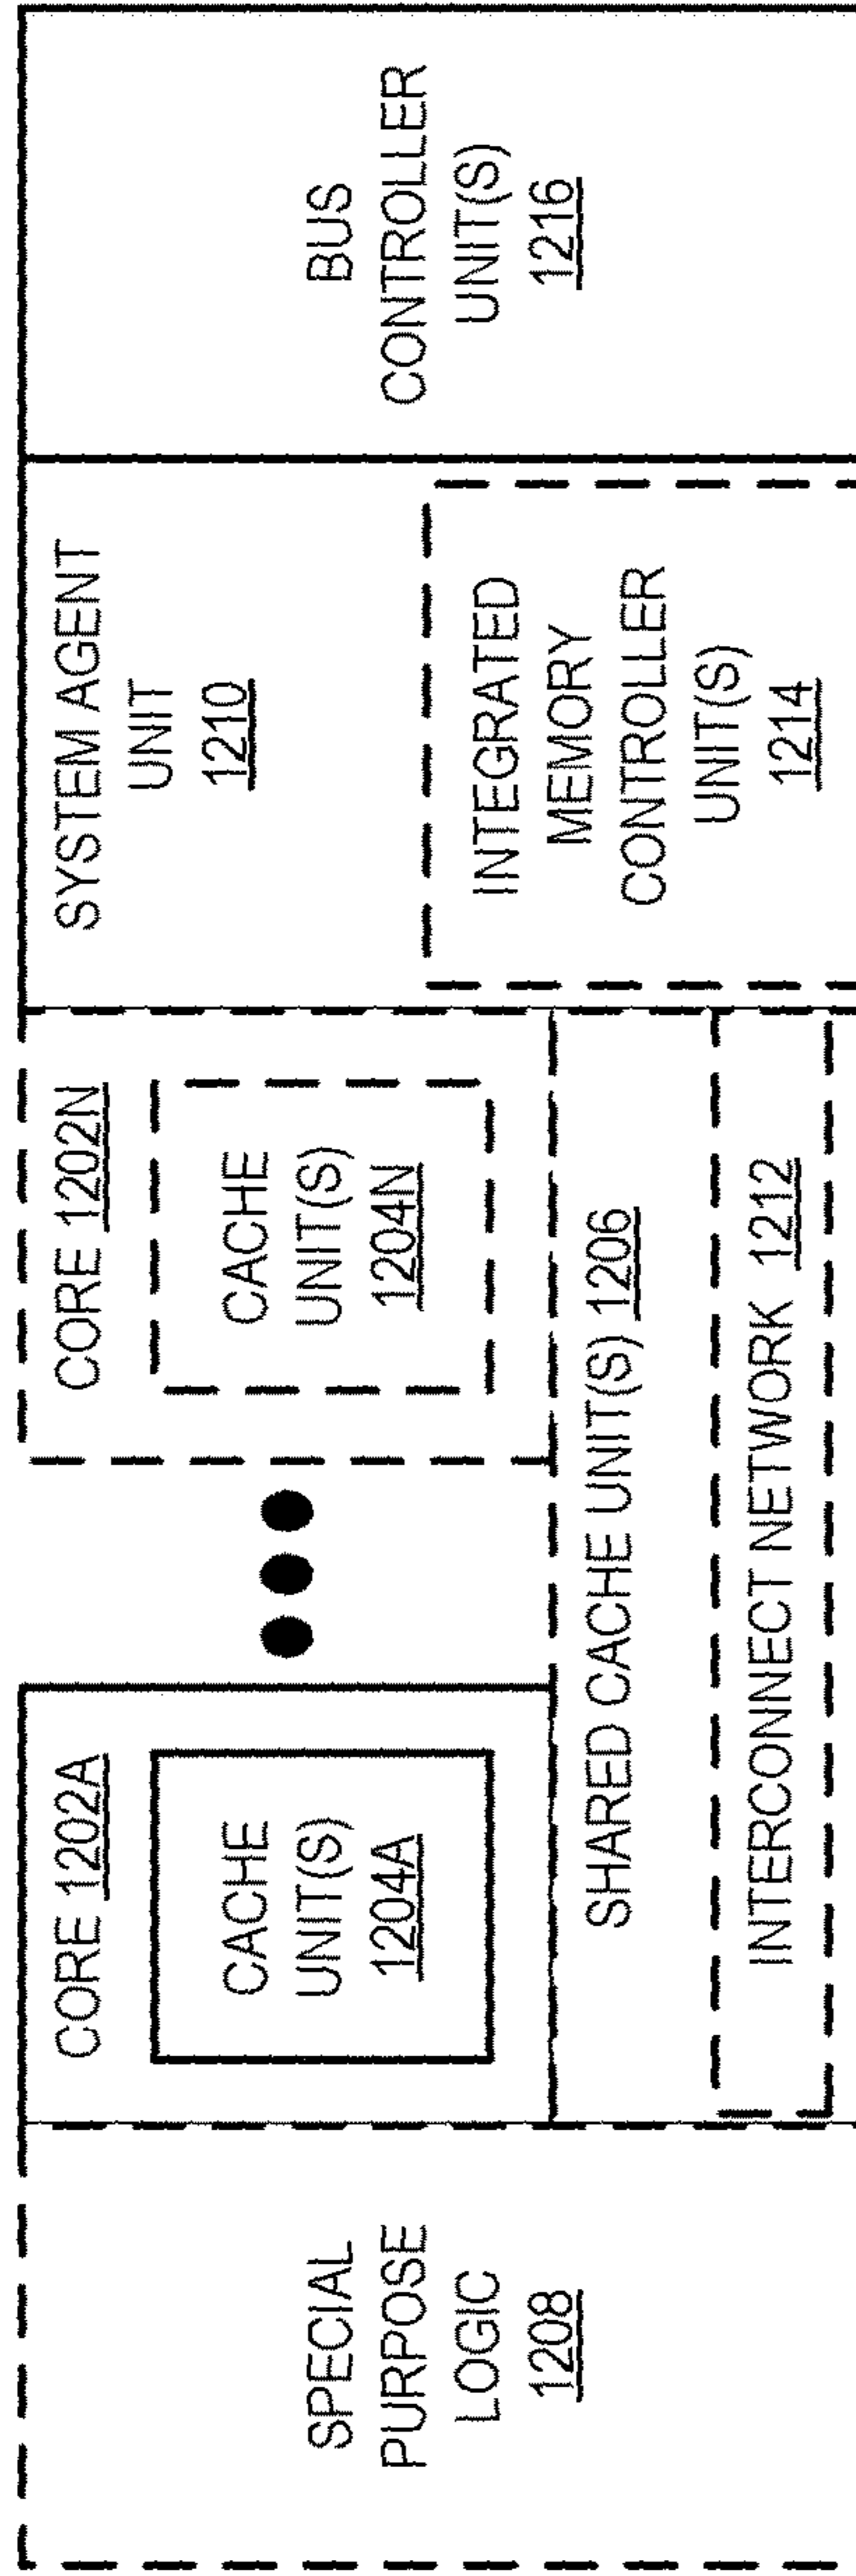 SPECIAL
PURPOSE
LOGIC
1208
CORE 1202A
CACHE
UNIT(S)
1204A
CORE 1202N
CACHE
UNIT(S)
1204N
SHARED CACHE UNIT(S) 1206
INTERCONNECT NETWORK 1212
SYSTEM AGENT
UNIT
1210
INTEGRATED
MEMORY
CONTROLLER
UNIT(S)
1214
BUS
CONTROLLER
UNIT(S)
1216